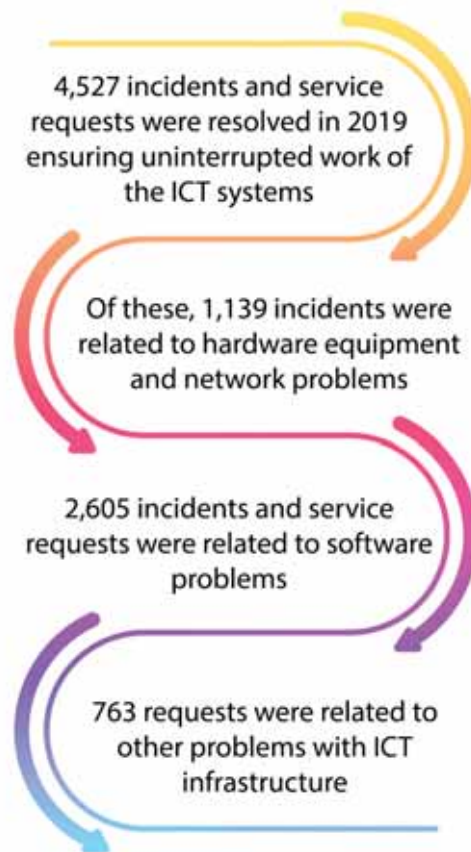 4,527 incidents and service
requests were resolved in 2019
ensuring uninterrupted work of
the ICT systems
Of these, 1,139 incidents were
related to hardware equipment
and network problems
2,605 incidents and service
requests were related to software
problems
763 requests were related to
other problems with ICT
infrastructure